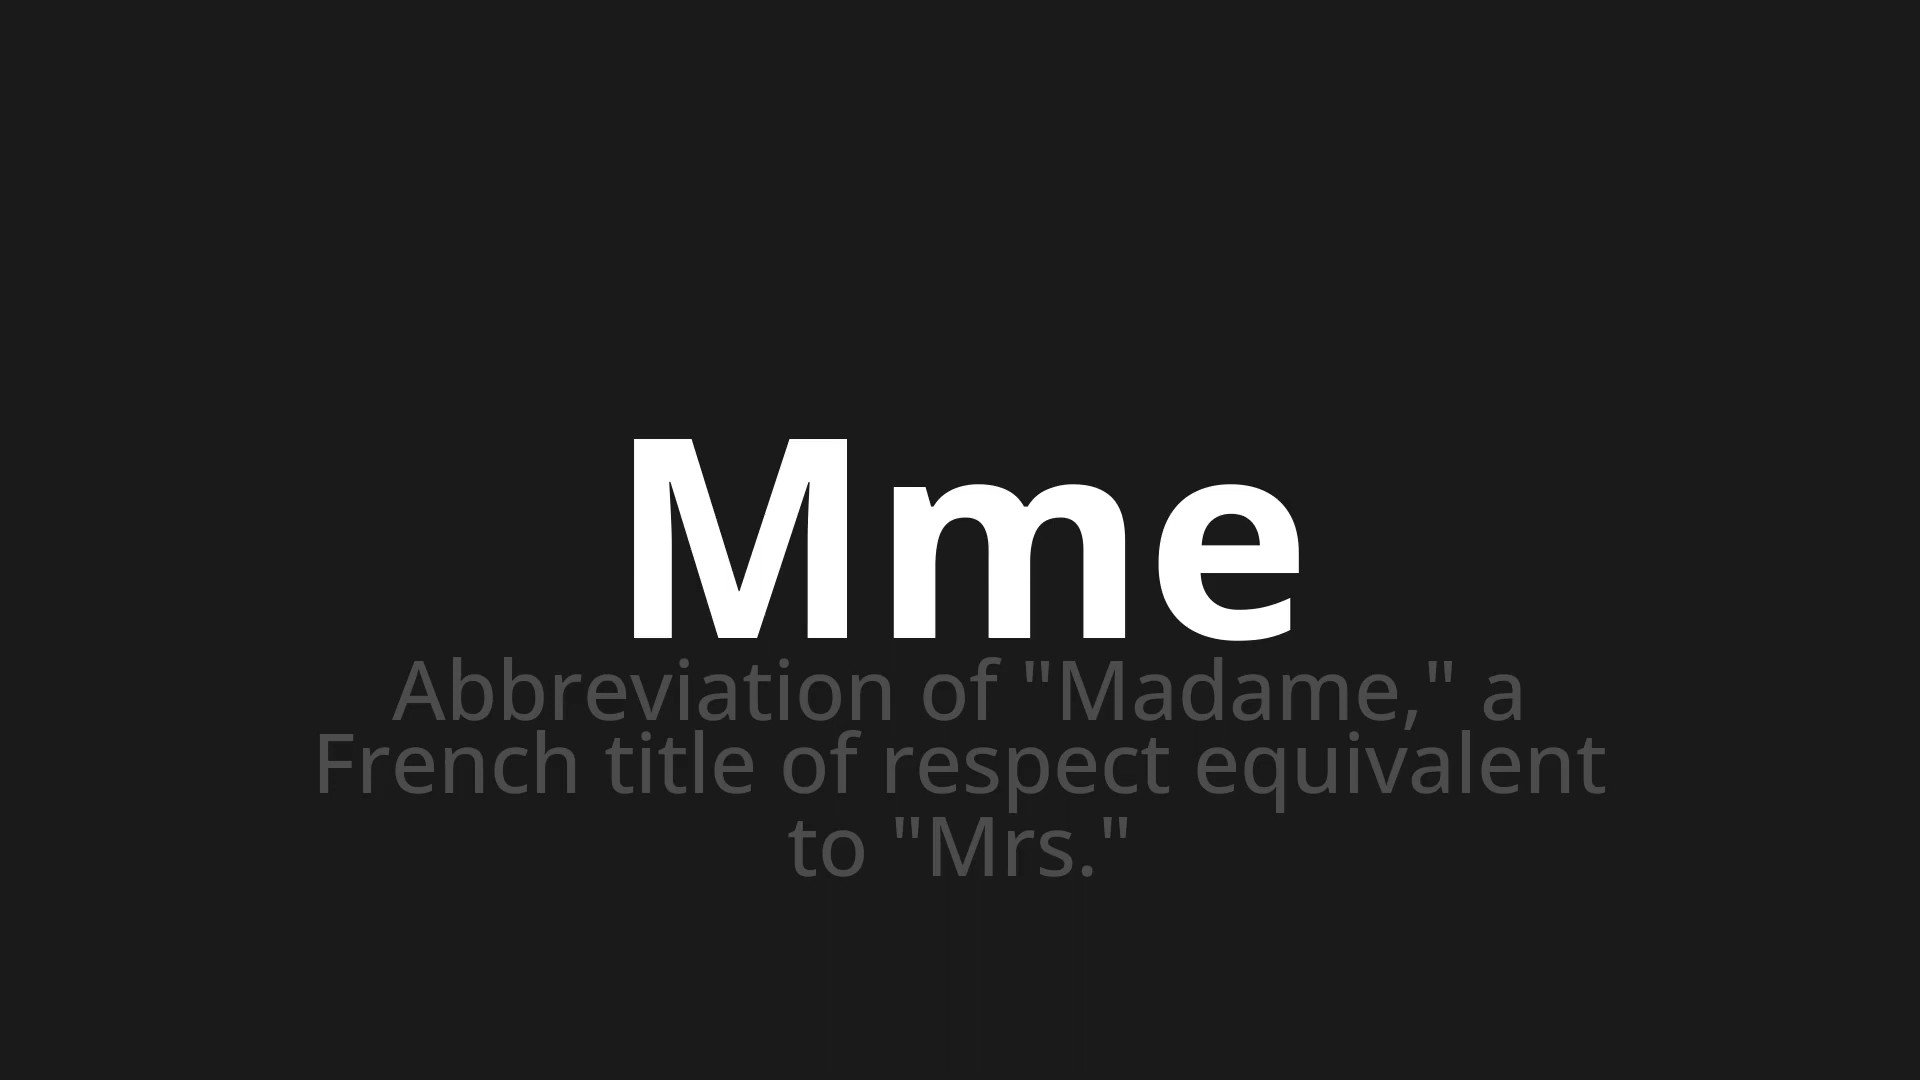 Mme
Abbreviation of "Madame," a
French title of respect equivalent
to "Mrs."